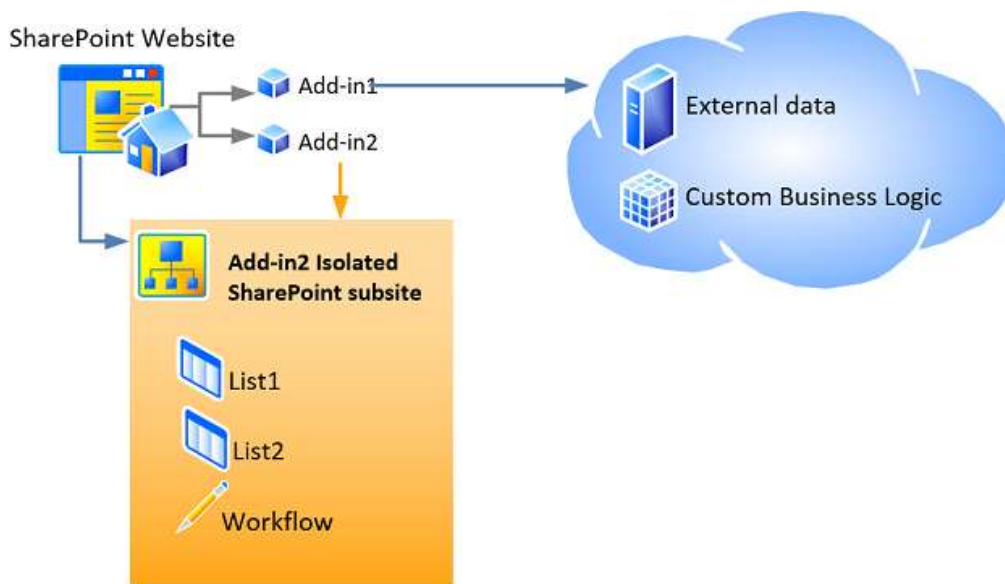 SharePoint Website
Add-in1
Add-in2
External data
Custom Business Logic
Add-in2 Isolated
SharePoint subsite
List1
List2
Workflow